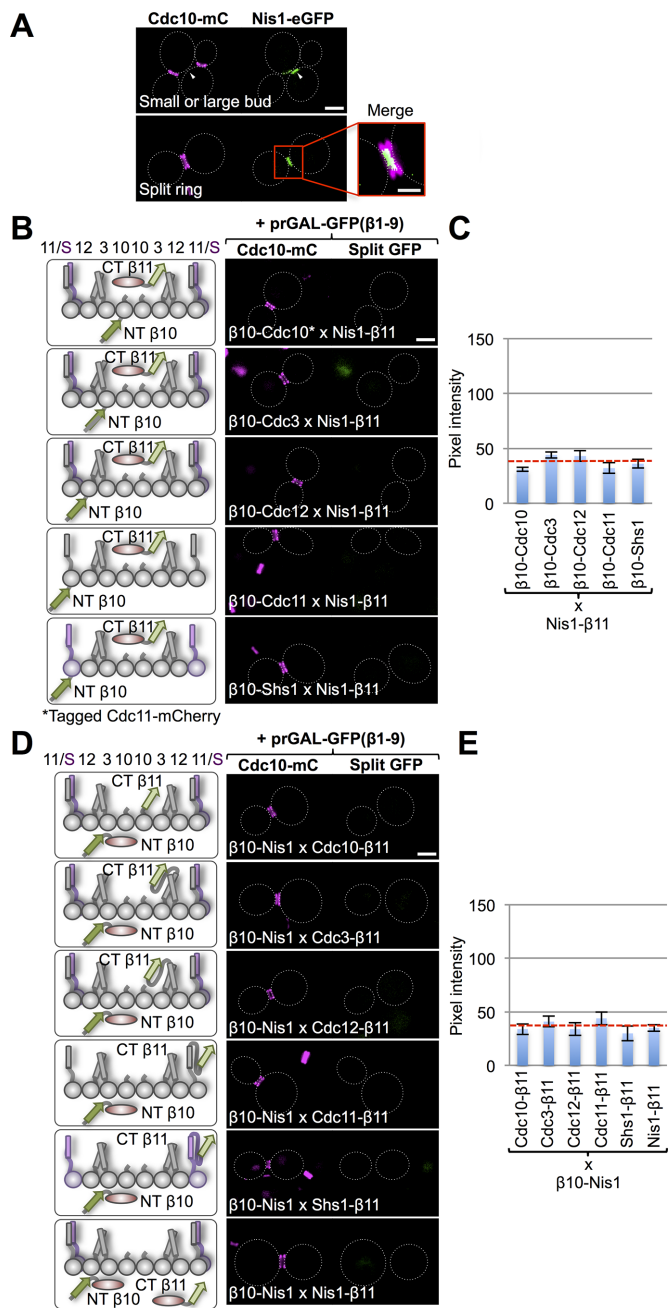 A
Cdc10-mC Nis1-eGFP
Small or large bud
Merge
Split ring
B
11/S 12 3 10 10 3 12 11/S
+ prGAL-GFP(β1-9)
Cdc10-mC Split GFP
CT β11
NT β10
β10-Cdc10* x Nis1-β11
CT β11
NT β10
β10-Cdc3 x Nis1-β11
CT β11
NT β10
β10-Cdc12 x Nis1-β11
CT β11
NT β10
β10-Cdc11 x Nis1-β11
CT β11
NT β10
β10-Shs1 x Nis1-β11
*Tagged Cdc11-mCherry
C
Pixel intensity
150
100
50
0
β10-Cdc10
β10-Cdc3
β10-Cdc12
β10-Cdc11
β10-Shs1
x
Nis1-β11
D
11/S 12 3 10 10 3 12 11/S
+ prGAL-GFP(β1-9)
Cdc10-mC Split GFP
CT β11
NT β10
β10-Nis1 x Cdc10-β11
CT β11
NT β10
β10-Nis1 x Cdc3-β11
CT β11
NT β10
β10-Nis1 x Cdc12-β11
CT β11
NT β10
β10-Nis1 x Cdc11-β11
CT β11
NT β10
β10-Nis1 x Shs1-β11
NT β10 CT β11
β10-Nis1 x Nis1-β11
E
Pixel intensity
150
100
50
0
Cdc10-β11
Cdc3-β11
Cdc12-β11
Cdc11-β11
Shs1-β11
Nis1-β11
x
β10-Nis1